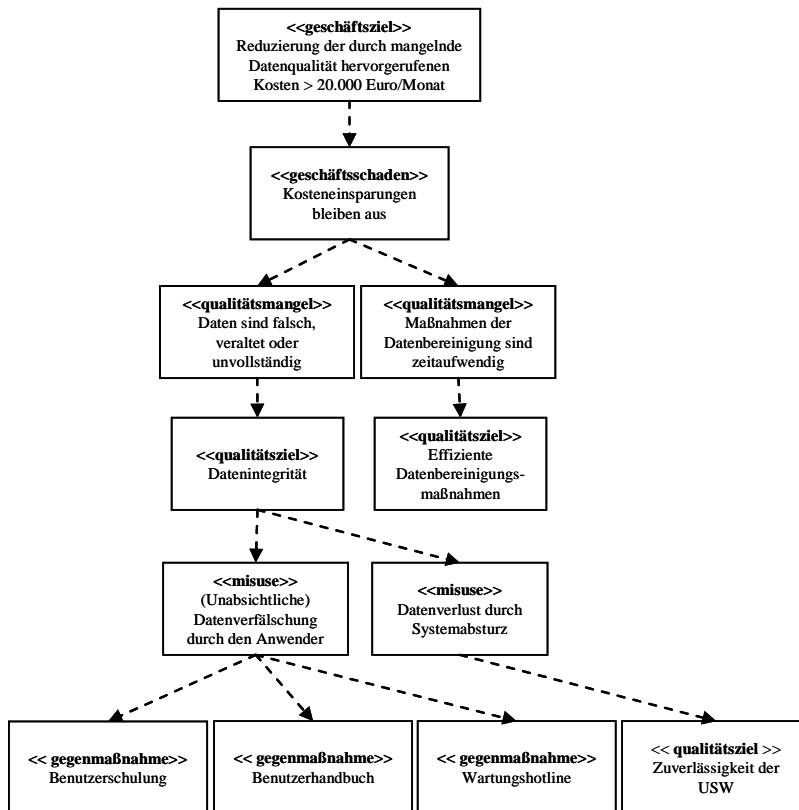 <<geschäftsziel>>
Reduzierung der durch mangelnde
Datenqualität hervorgerufenen
Kosten > 20.000 Euro/Monat
<<geschäftsschaden>>
Kosteneinsparungen
bleiben aus
<<qualitätsmangel>>
Daten sind falsch,
veraltet oder
unvollständig
<<qualitätsmangel>>
Maßnahmen der
Datenbereinigung sind
zeitaufwendig
<<qualitätsziel>>
Datenintegrität
<<qualitätsziel>>
Effiziente
Datenbereinigungs-
maßnahmen
<<misuse>>
(Unabsichtliche)
Datenverfälschung
durch den Anwender
<<misuse>>
Datenverlust durch
Systemabsturz
<< gegenmaßnahme>>
Benutzerschulung
<< gegenmaßnahme>>
Benutzerhandbuch
<< gegenmaßnahme>>
Wartungshotline
<< qualitätsziel >>
Zuverlässigkeit der
USW